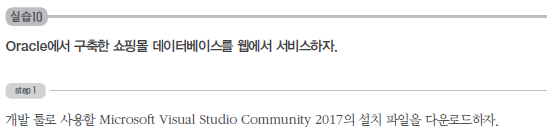 실습10
Oracle에서 구축한 쇼핑몰 데이터베이스를 웹에서 서비스하자.
step 1
개발 툴로 사용할 Microsoft Visual Studio Community 2017의 설치 파일을 다운로드하자.